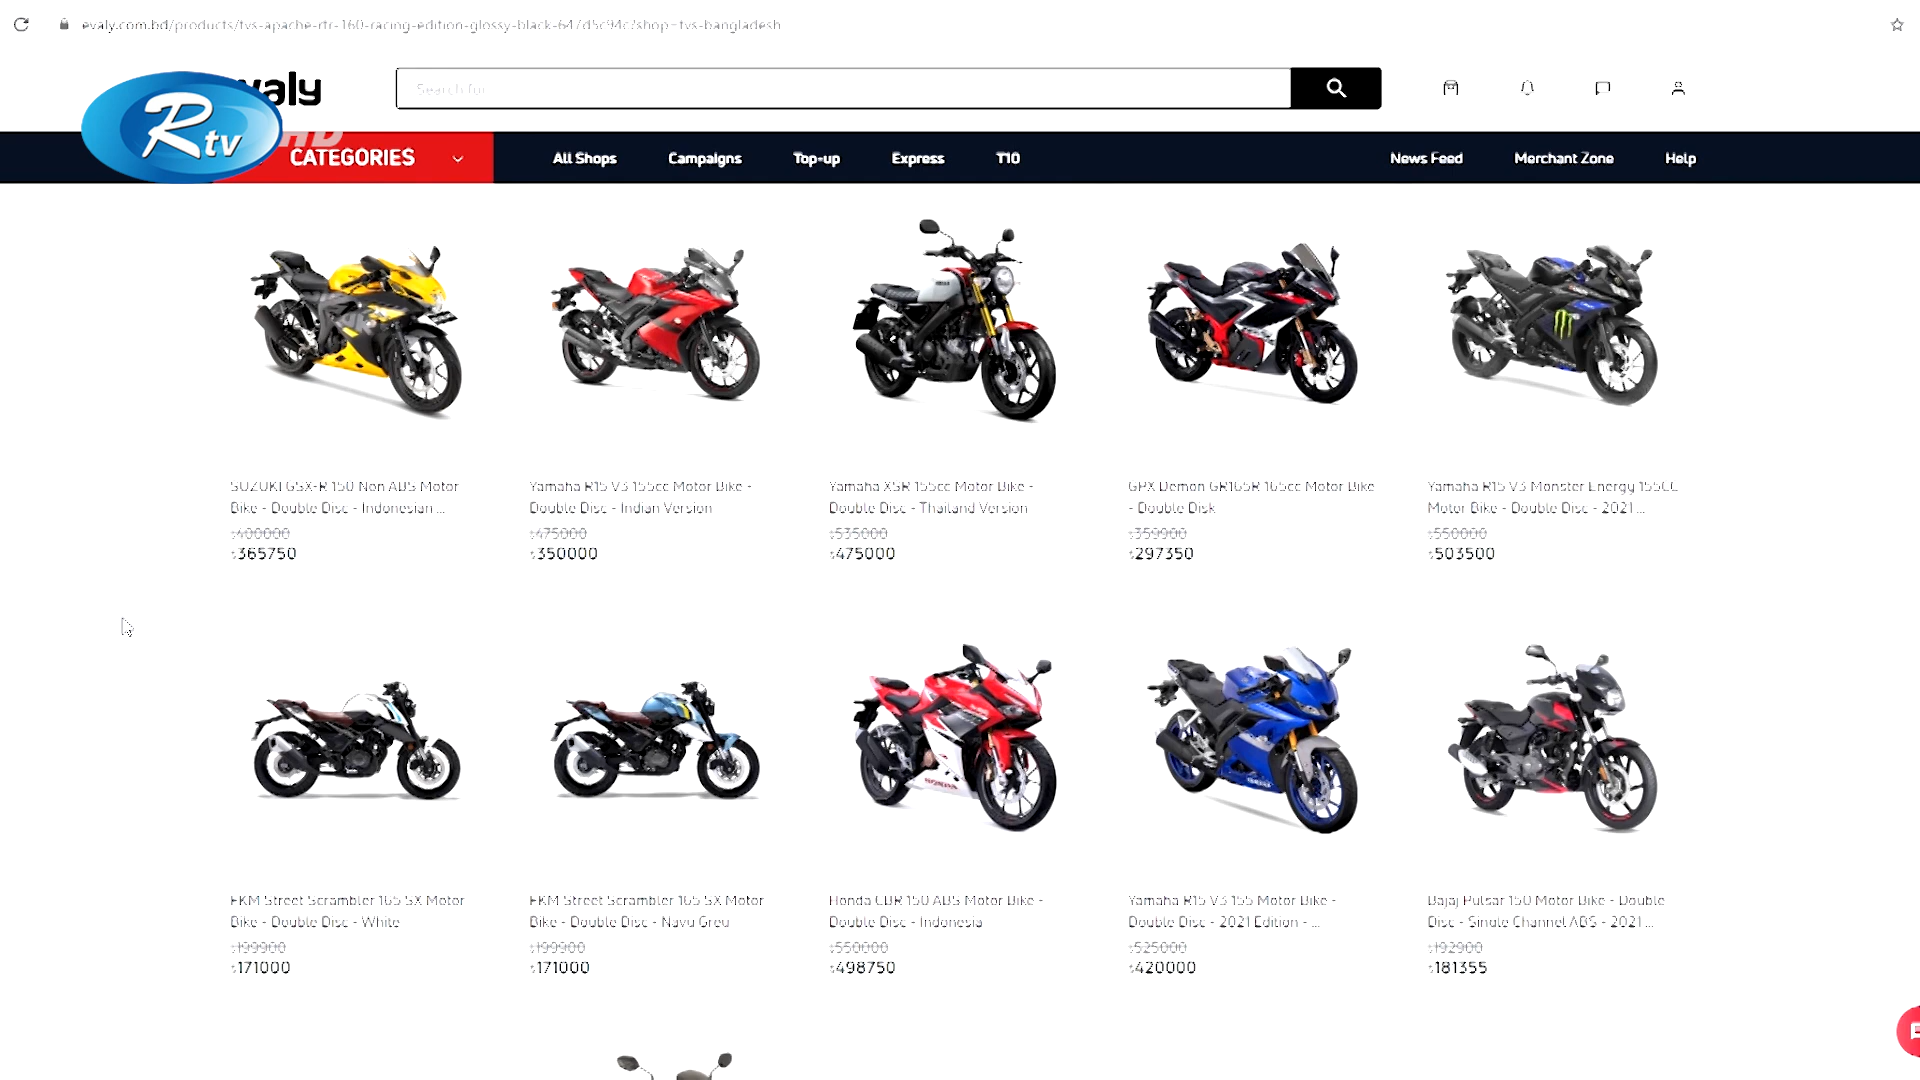 evaly.com.bd/products/tvs-apache-rtr-160-racing-edition-glossy-black-647d5c94c?shop=tvs-bangladesh
valy
Search for
Rtv
HD
CATEGORIES
All Shops
Campaigns
Top-up
Express
T10
News Feed
Merchant Zone
Help
SUZUKI GSX-R 150 Non ABS Motor
Bike - Double Disc - Indonesian ...
৳400000
৳365750
Yamaha R15 V3 155cc Motor Bike -
Double Disc - Indian Version
৳475000
৳350000
Yamaha XSR 155cc Motor Bike -
Double Disc - Thailand Version
৳535000
৳475000
GPX Demon GR165R 165cc Motor Bike
- Double Disk
৳359900
৳297350
Yamaha R15 V3 Monster Energy 155CC
Motor Bike - Double Disc - 2021 ...
৳550000
৳503500
FKM Street Scrambler 165 SX Motor
Bike - Double Disc - White
৳199900
৳171000
FKM Street Scrambler 165 SX Motor
Bike - Double Disc - Navy Grey
৳199900
৳171000
Honda CBR 150 ABS Motor Bike -
Double Disc - Indonesia
৳550000
৳498750
Yamaha R15 V3 155 Motor Bike -
Double Disc - 2021 Edition - ...
৳525000
৳420000
Bajaj Pulsar 150 Motor Bike - Double
Disc - Single Channel ABS - 2021 ...
৳192900
৳181355